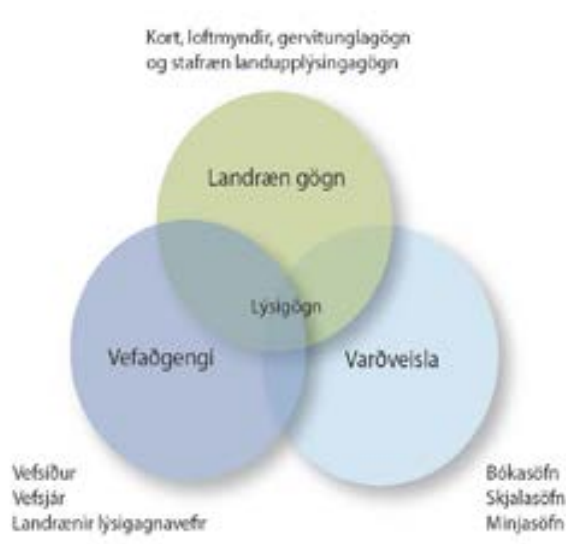 Kort, loftmyndir, gervitunglagögn
og stafræn landupplýsingagögn
Landræn gögn
Lýsigögn
Vefaðgengi
Varðveisla
Vefsíður
Vefsjár
Landrænir lýsigagnavefir
Bókasöfn
Skjalasöfn
Minjasöfn